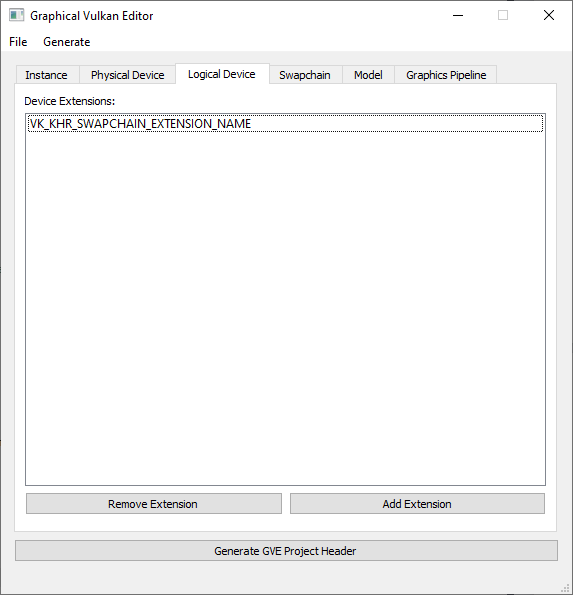 Graphical Vulkan Editor
File Generate
Instance Physical Device Logical Device Swapchain Model Graphics Pipeline
Device Extensions:
VK_KHR_SWAPCHAIN_EXTENSION_NAME
Remove Extension Add Extension
Generate GVE Project Header